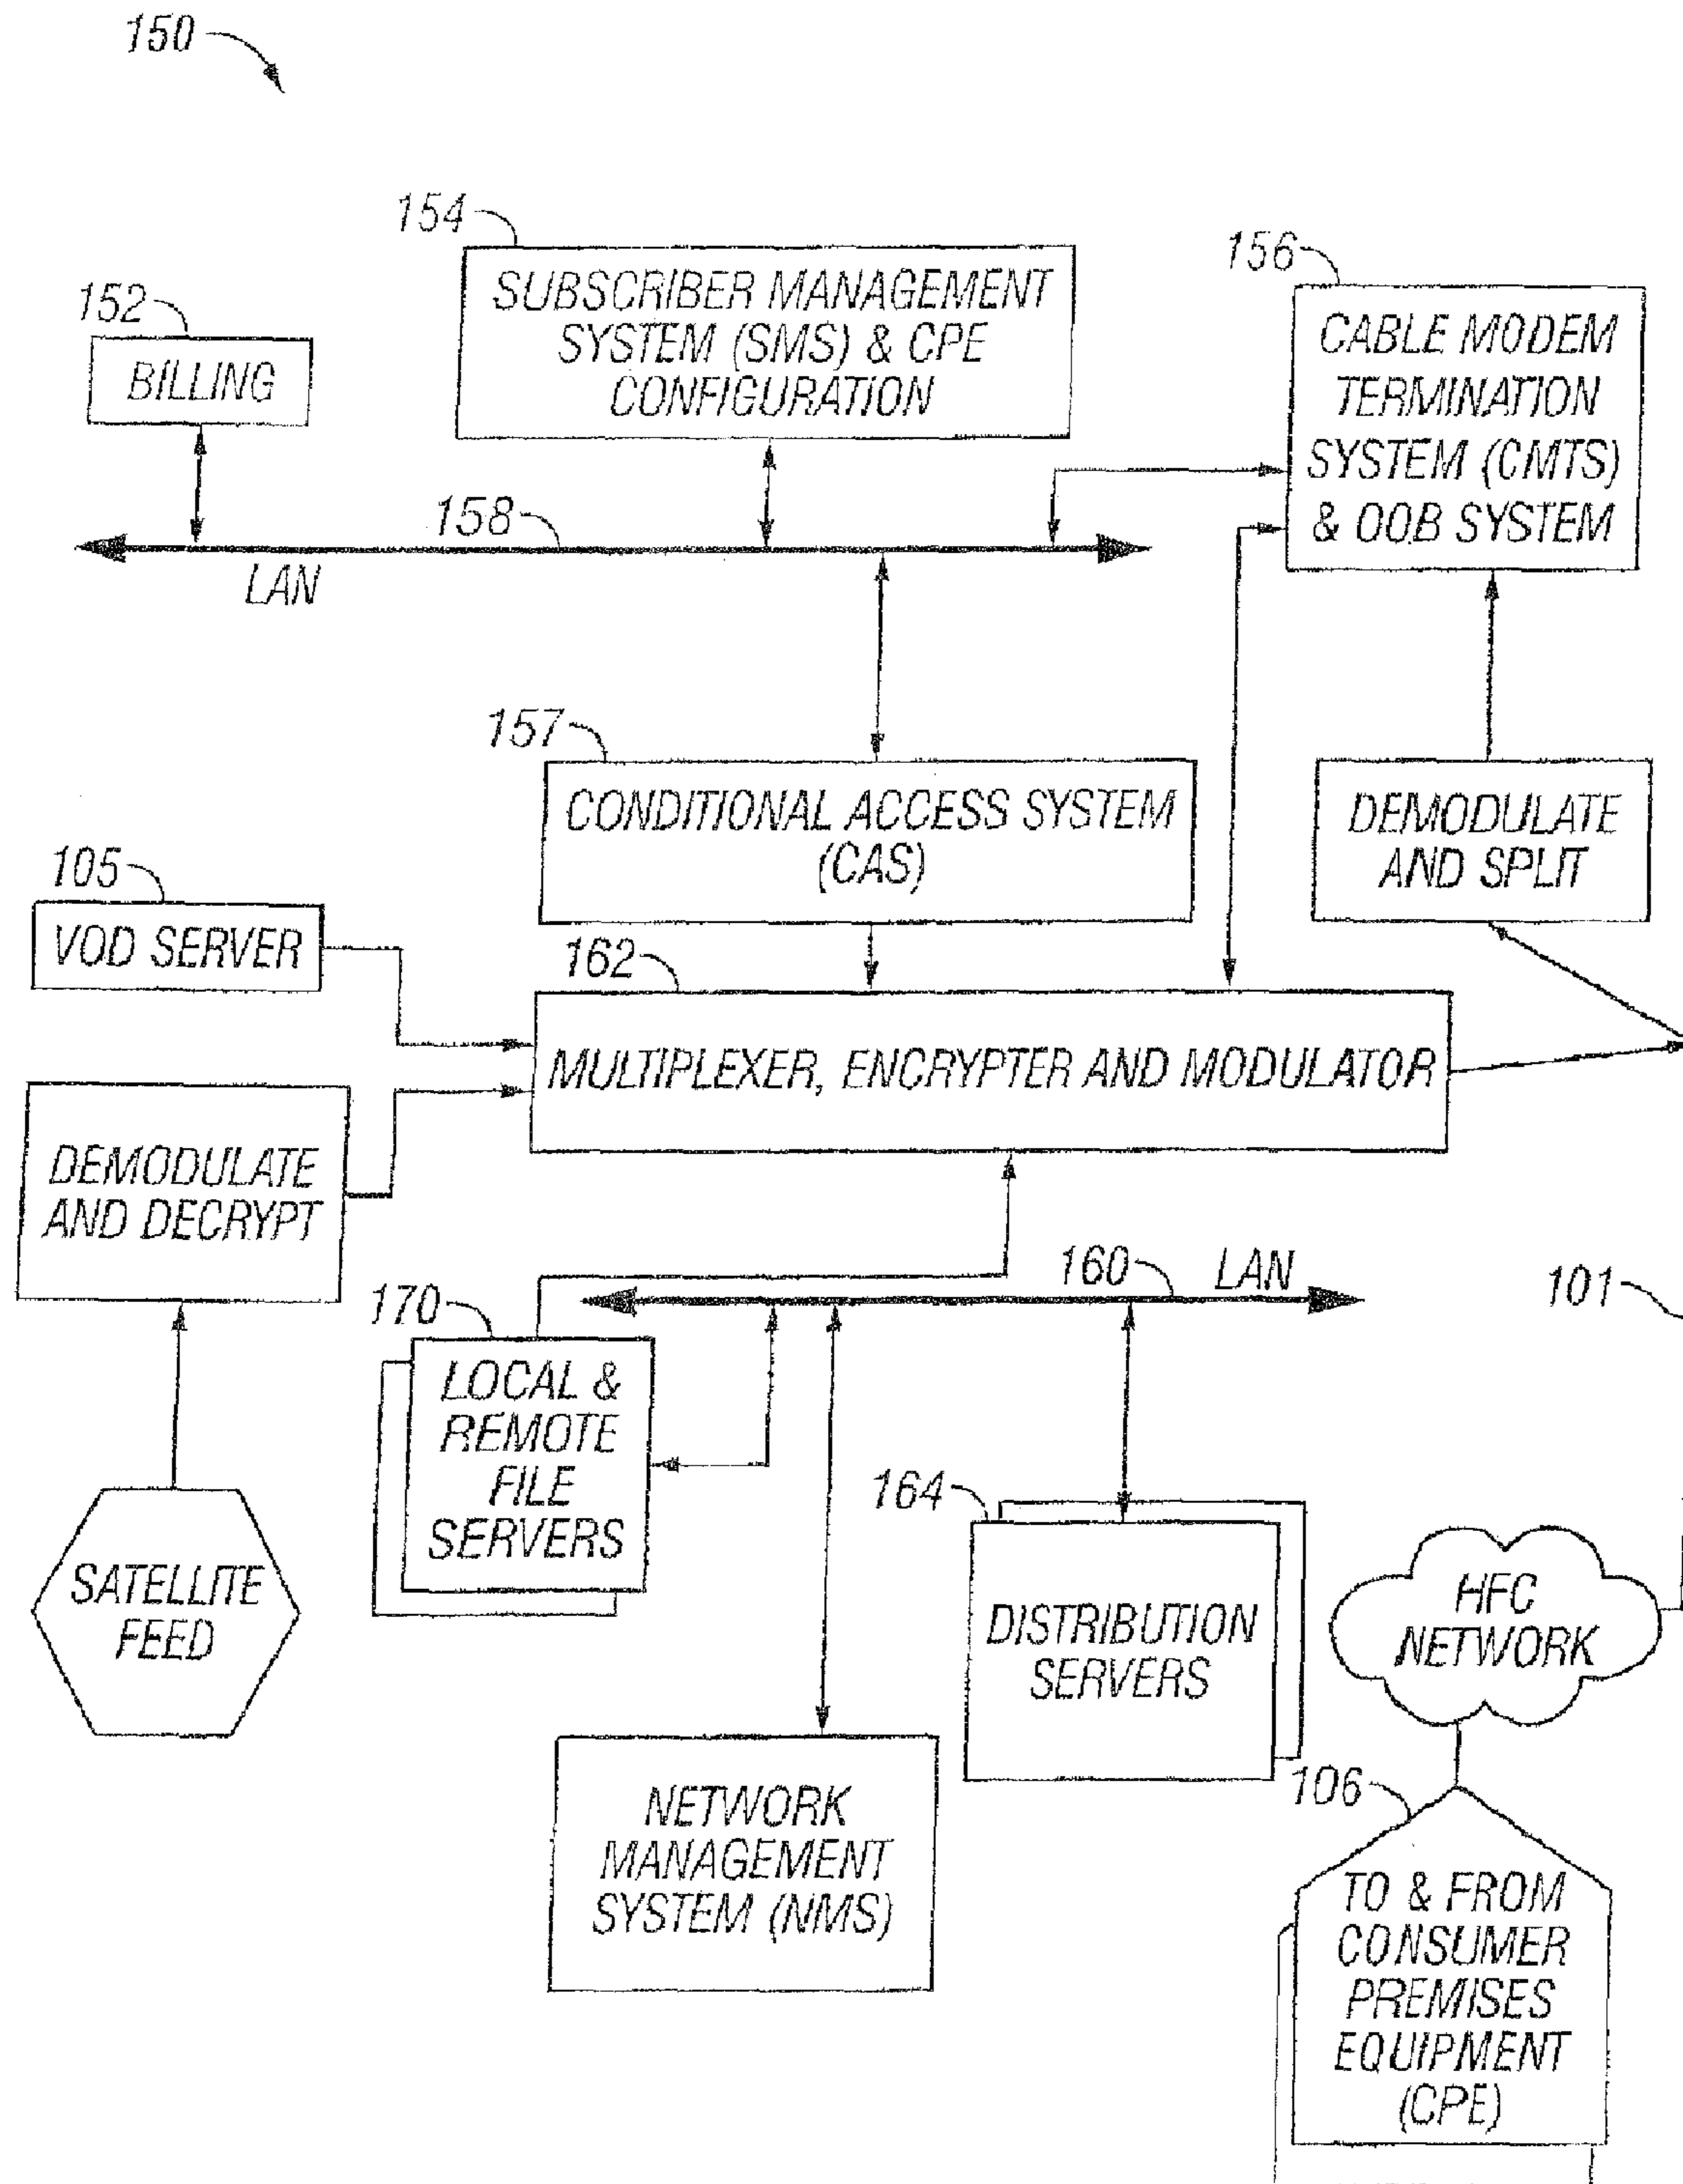 150
154
SUBSCRIBER MANAGEMENT
SYSTEM (SMS) & CPE
CONFIGURATION
156
CABLE MODEM
TERMINATION
SYSTEM (CMTS)
& OOB SYSTEM
152
BILLING
158
LAN
157
CONDITIONAL ACCESS SYSTEM
(CAS)
DEMODULATE
AND SPLIT
105
VOD SERVER
162
MULTIPLEXER, ENCRYPTER AND MODULATOR
DEMODULATE
AND DECRYPT
160
LAN
101
170
LOCAL &
REMOTE
FILE
SERVERS
164
DISTRIBUTION
SERVERS
SATELLITE
FEED
HFC
NETWORK
NETWORK
MANAGEMENT
SYSTEM (NMS)
106
TO & FROM
CONSUMER
PREMISES
EQUIPMENT
(CPE)